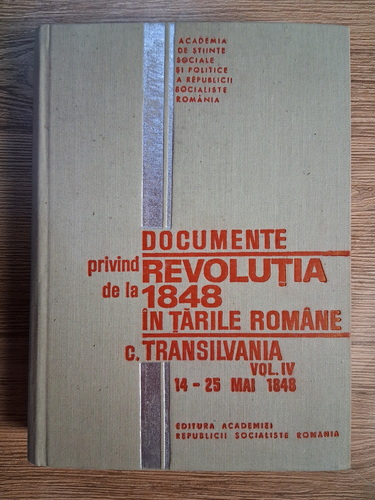 ACADEMIA
DE ȘTIINȚE
SOCIALE
ȘI POLITICE
A REPUBLICII
SOCIALISTE
ROMÂNIA
DOCUMENTE
privind REVOLUȚIA
de la 1848
ÎN ȚĂRILE ROMÂNE
C. TRANSILVANIA
VOL. IV
14 - 25 MAI 1848
EDITURA ACADEMIEI
REPUBLICII SOCIALISTE ROMÂNIA